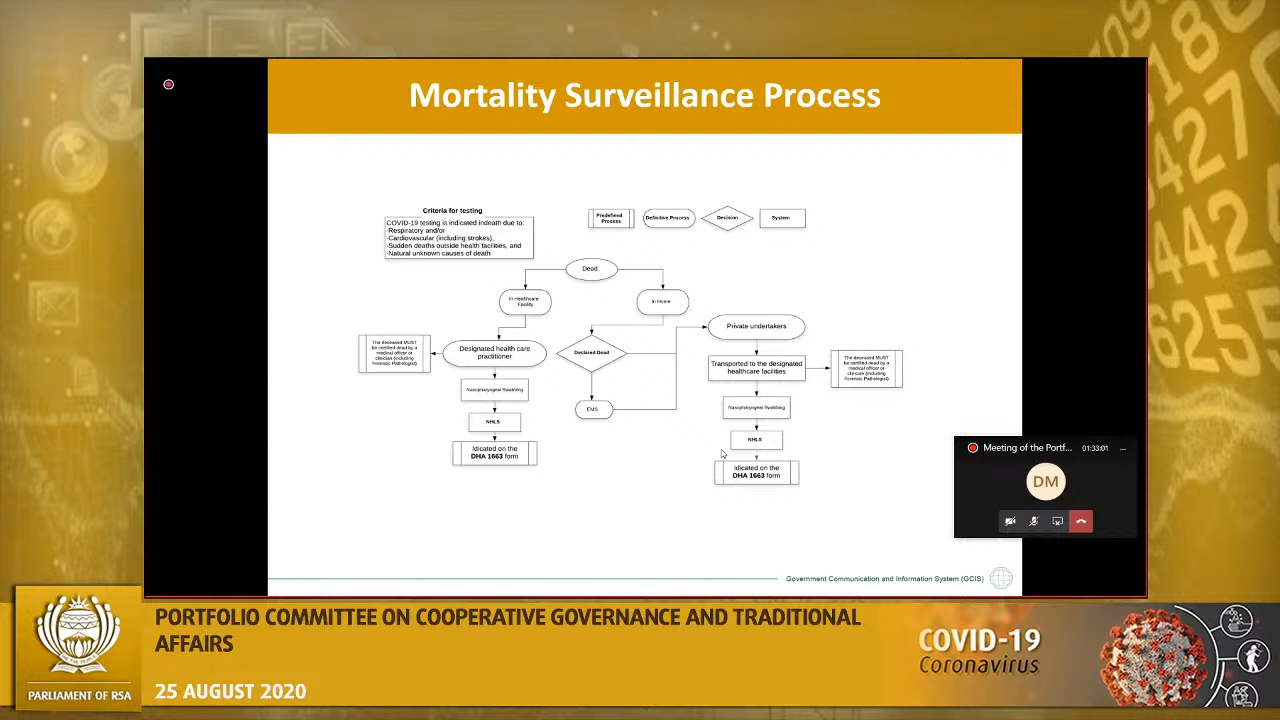 Mortality Surveillance Process
Criteria for testing
COVID-19 testing is indicated indeath due to:
-Respiratory and/or
-Cardiovascular (including strokes),
-Sudden deaths outside health facilities, and
-Natural unknown causes of death
Predefined
Process
Definitive Process
Decision
System
Dead
In Healthcare
Facility
In Home
Private undertakers
The deceased MUST
be certified dead by a
medical officer or
clinician (including
Forensic Pathologist)
Designated health care
practitioner
Declared Dead
Transported to the designated
healthcare facilities
The deceased MUST
be certified dead by a
medical officer or
clinician (including
Forensic Pathologist)
Nasopharyngeal Swabbing
EMS
Nasopharyngeal Swabbing
NHLS
NHLS
Idicated on the
DHA 1663 form
Idicated on the
DHA 1663 form
Meeting of the Portf...
01:33:01
...
DM
Government Communication and Information System (GCIS)
PORTFOLIO COMMITTEE ON COOPERATIVE GOVERNANCE AND TRADITIONAL
AFFAIRS
25 AUGUST 2020
PARLIAMENT OF RSA
COVID-19
Coronavirus